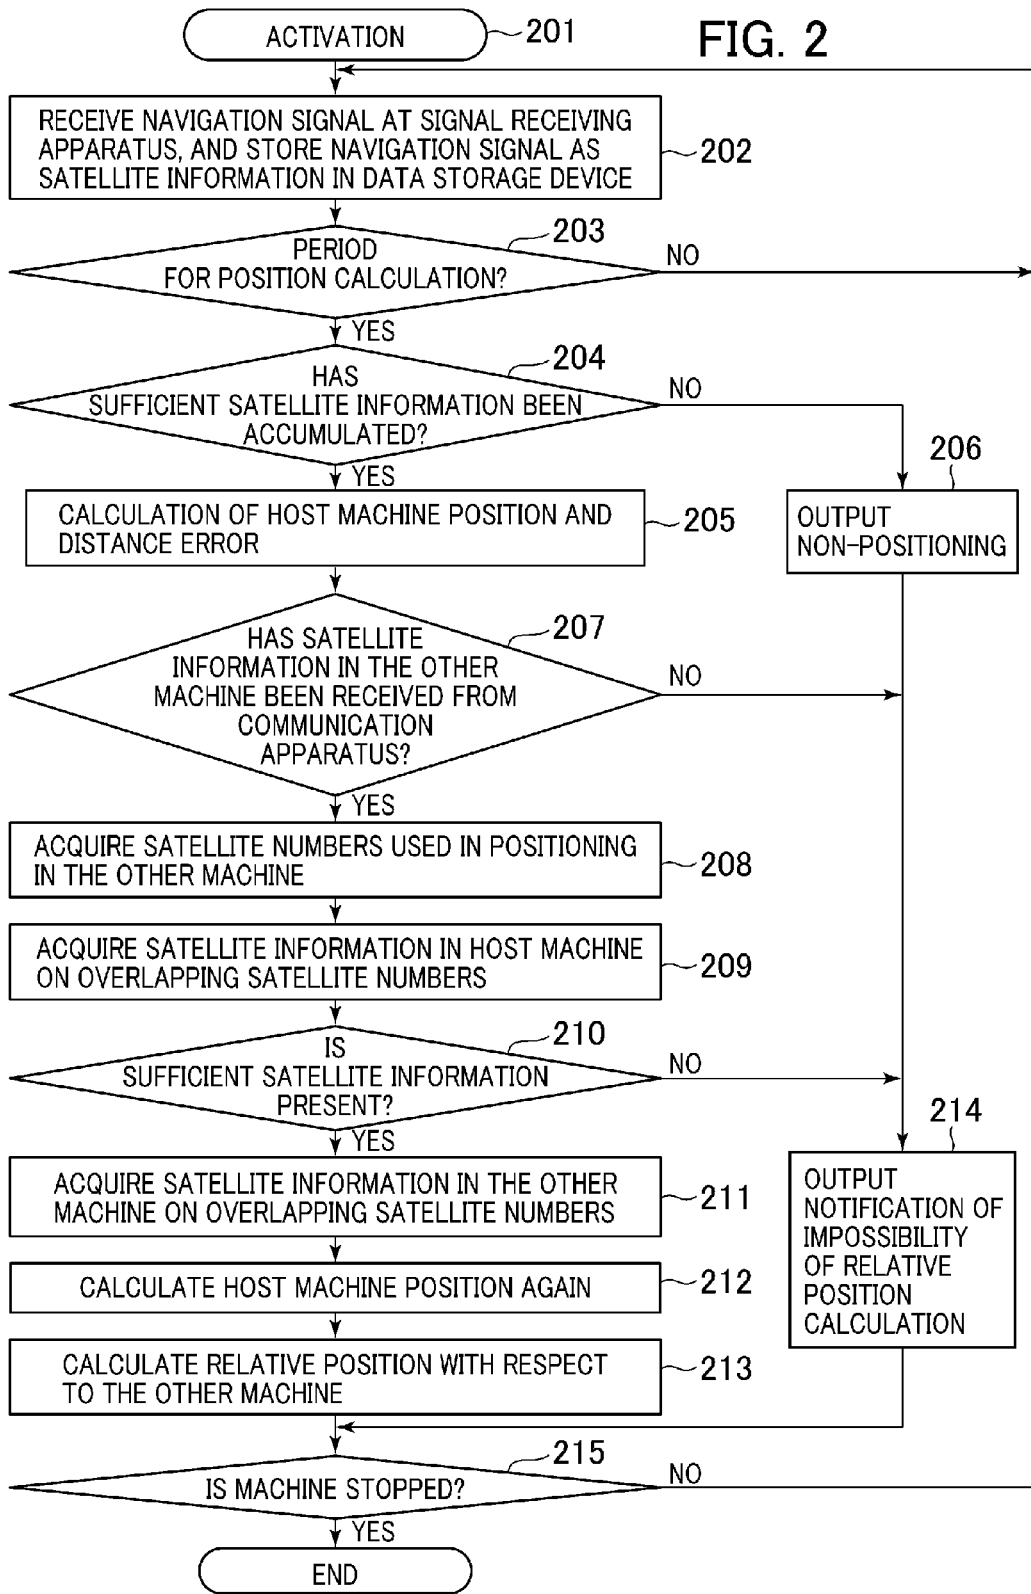 FIG. 2
ACTIVATION
201
RECEIVE NAVIGATION SIGNAL AT SIGNAL RECEIVING
APPARATUS, AND STORE NAVIGATION SIGNAL AS
SATELLITE INFORMATION IN DATA STORAGE DEVICE
202
PERIOD
FOR POSITION CALCULATION?
203
NO
YES
HAS
SUFFICIENT SATELLITE INFORMATION BEEN
ACCUMULATED?
204
NO
YES
206
OUTPUT
NON-POSITIONING
CALCULATION OF HOST MACHINE POSITION AND
DISTANCE ERROR
205
HAS SATELLITE
INFORMATION IN THE OTHER
MACHINE BEEN RECEIVED FROM
COMMUNICATION
APPARATUS?
207
NO
YES
ACQUIRE SATELLITE NUMBERS USED IN POSITIONING
IN THE OTHER MACHINE
208
ACQUIRE SATELLITE INFORMATION IN HOST MACHINE
ON OVERLAPPING SATELLITE NUMBERS
209
IS
SUFFICIENT SATELLITE INFORMATION
PRESENT?
210
NO
YES
214
OUTPUT
NOTIFICATION OF
IMPOSSIBILITY
OF RELATIVE
POSITION
CALCULATION
ACQUIRE SATELLITE INFORMATION IN THE OTHER
MACHINE ON OVERLAPPING SATELLITE NUMBERS
211
CALCULATE HOST MACHINE POSITION AGAIN
212
CALCULATE RELATIVE POSITION WITH RESPECT
TO THE OTHER MACHINE
213
IS MACHINE STOPPED?
215
NO
YES
END